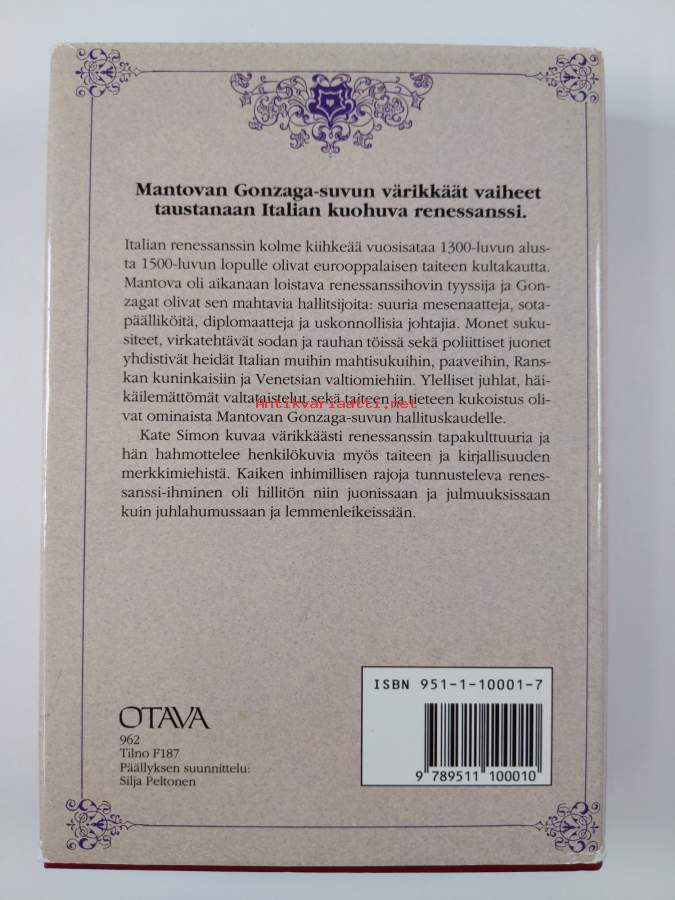 Mantovan Gonzaga-suvun värikkäät vaiheet
taustanaan Italian kuohuva renessanssi.
Italian renessanssin kolme kiihkeää vuosisataa 1300-luvun alus-
ta 1500-luvun lopulle olivat eurooppalaisen taiteen kultakautta.
Mantova oli aikanaan loistava renessanssihovin tyyssija ja Gon-
zagat olivat sen mahtavia hallitsijoita: suuria mesenaatteja, sota-
päälliköitä, diplomaatteja ja uskonnollisia johtajia. Monet suku-
siteet, virkatehtävät sodan ja rauhan töissä sekä poliittiset juonet
yhdistivät heidät Italian muihin mahtisukuihin, paaveihin, Rans-
kan kuninkaisiin ja Venetsian valtiomiehiin. Ylelliset juhlat, häi-
käilemättömät valtataistelut sekä taiteen ja tieteen kukoistus oli-
Antikvariaatti.net
vat ominaista Mantovan Gonzaga-suvun hallituskaudelle.
Kate Simon kuvaa värikkäästi renessanssin tapakulttuuria ja
hän hahmottelee henkilökuvia myös taiteen ja kirjallisuuden
merkkimiehistä. Kaiken inhimillisen rajoja tunnusteleva renes-
sanssi-ihminen oli hillitön niin juonissaan ja julmuuksissaan
kuin juhlahumussaan ja lemmenleikeissään.
ISBN 951-1-10001-7
9 789511 100010
OTAVA
962
Tilno F187
Päällyksen suunnittelu:
Silja Peltonen